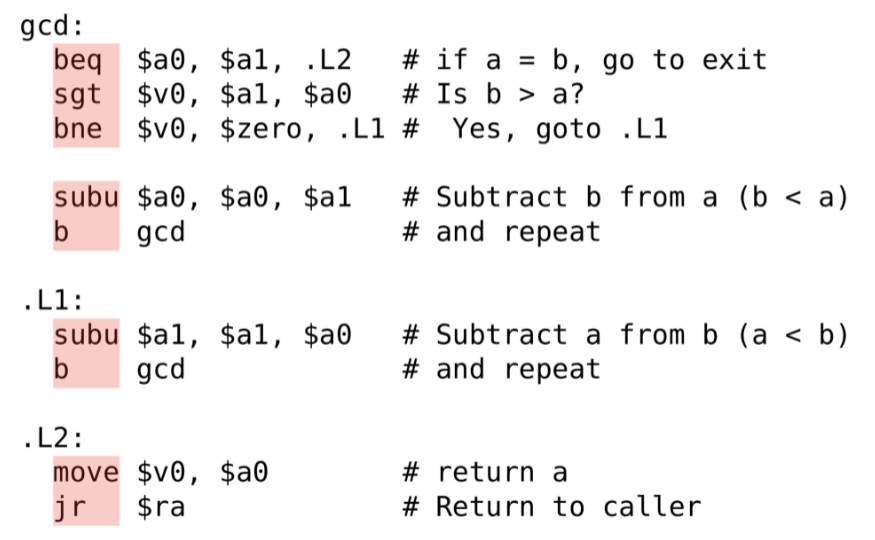 gcd:
beq $a0, $a1, .L2 # if a = b, go to exit
sgt $v0, $a1, $a0 # Is b > a?
bne $v0, $zero, .L1 # Yes, goto .L1
subu $a0, $a0, $a1 # Subtract b from a (b < a)
b gcd # and repeat
.L1:
subu $a1, $a1, $a0 # Subtract a from b (a < b)
b gcd # and repeat
.L2:
move $v0, $a0 # return a
jr $ra # Return to caller